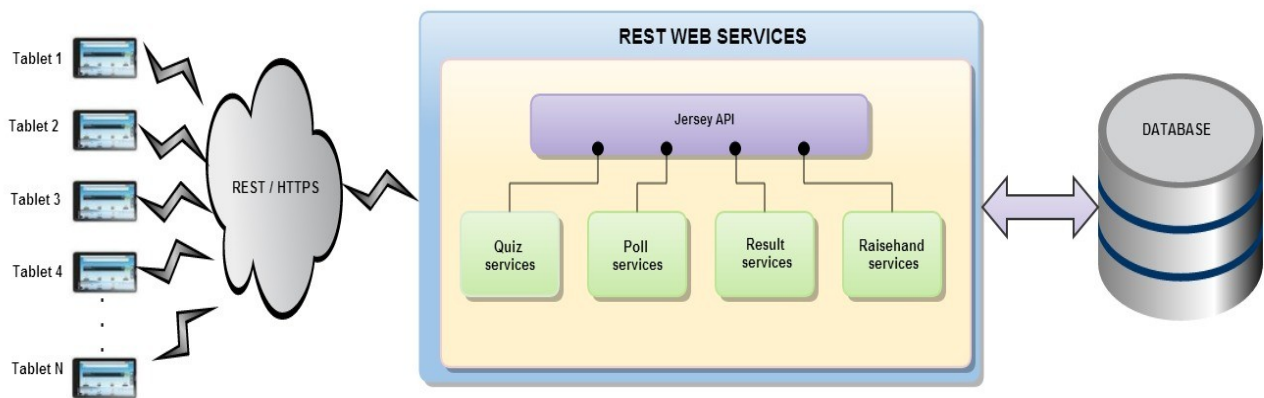 REST WEB SERVICES
Tablet 1
Tablet 2
Tablet 3
Tablet 4
Tablet N
REST / HTTPS
Jersey API
Quiz
services
Poll
services
Result
services
Raisehand
services
DATABASE